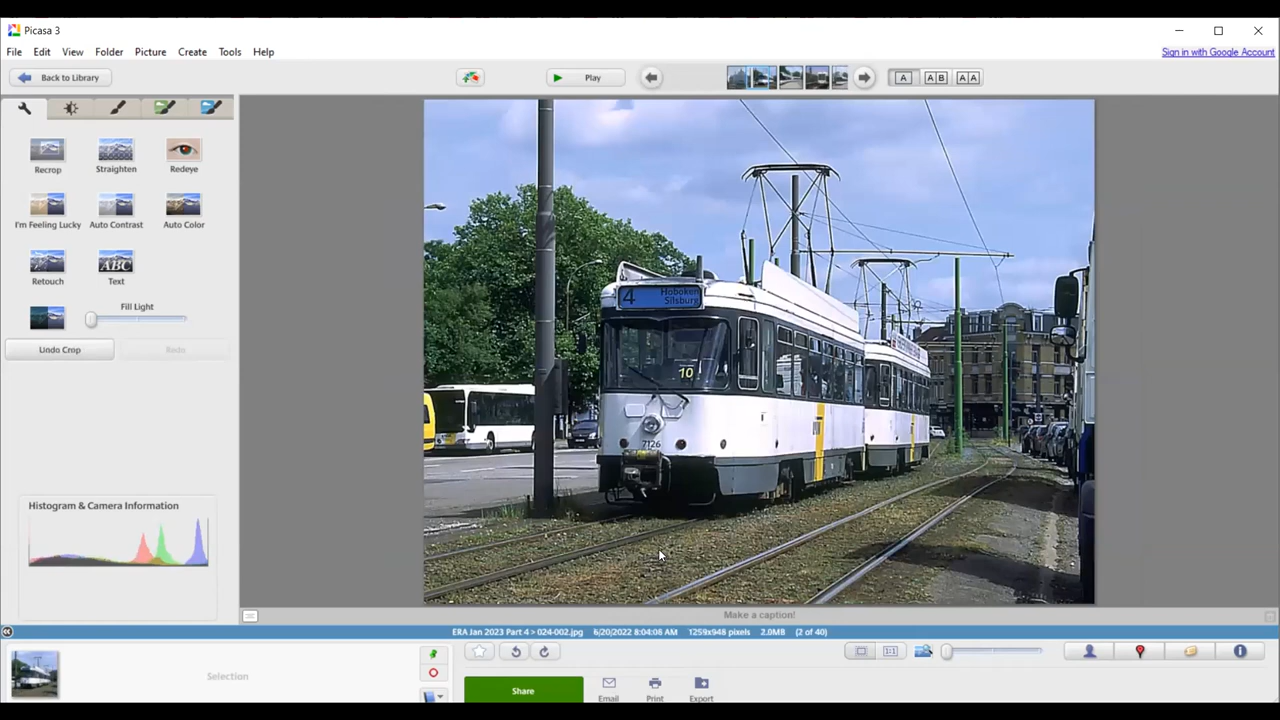 Picasa 3
File Edit View Folder Picture Create Tools Help
Sign in with Google Account
Back to Library
Play
A
A B
A A
Recrop Straighten Redeye
I'm Feeling Lucky Auto Contrast Auto Color
Retouch ABC Text
Fill Light
Undo Crop Redo
4 Hoboken
Silsburg
10
7126
Histogram & Camera Information
Make a caption!
ERA Jan 2023 Part 4 > 024-002.jpg 6/20/2022 8:04:06 AM 1259x948 pixels 2.0MB (2 of 40)
1:1
Selection
Share
Email Print Export